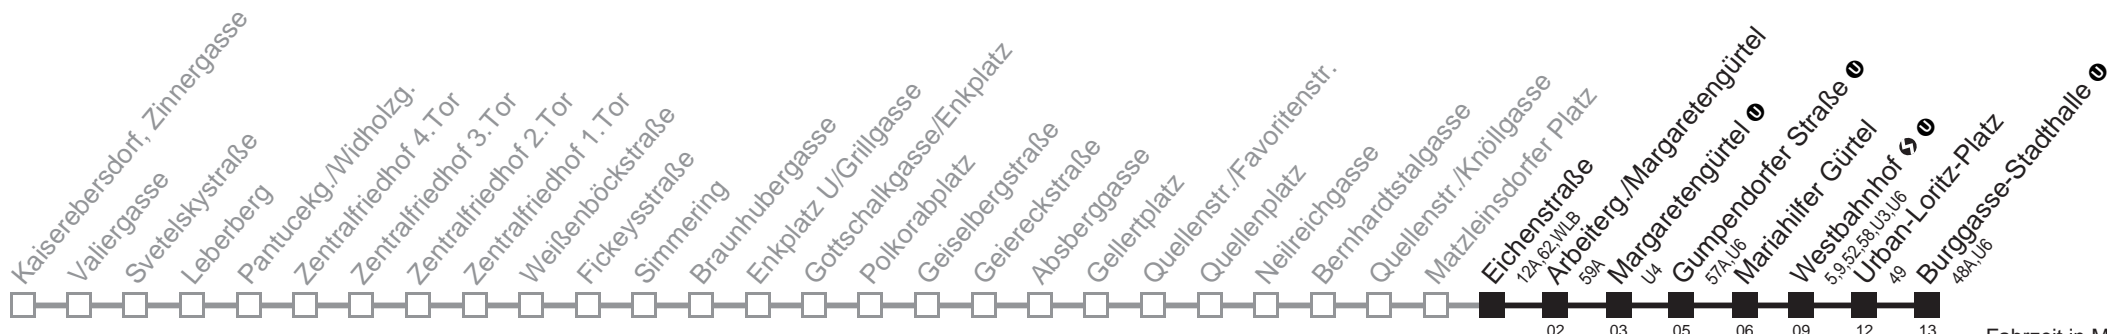 Kaiserebersdorf, Zinnergasse
Valiergasse
Svetelskystraße
Leberberg
Pantucekg./Widholzg.
Zentralfriedhof 4.Tor
Zentralfriedhof 3.Tor
Zentralfriedhof 2.Tor
Zentralfriedhof 1.Tor
Weißenböckstraße
Fickeysstraße
Simmering
Braunhubergasse
Enkplatz U/Grillgasse
Gottschalkgasse/Enkplatz
Polkorabplatz
Geiselbergstraße
Geiereckstraße
Absberggasse
Gellertplatz
Quellenstr./Favoritenstr.
Quellenplatz
Neilreichgasse
Bernhardtstalgasse
Quellenstr./Knöllgasse
Matzleinsdorfer Platz
Eichenstraße
12A,62,WLB
Arbeiterg./Margaretengürtel
59A
Margaretengürtel U
U4
Gumpendorfer Straße U
57A,U6
Mariahilfer Gürtel
Westbahnhof U
5,9,52,58,U3,U6
Urban-Loritz-Platz
49
Burggasse-Stadthalle U
48A,U6
02 03 05 06 09 12 13
Fahrzeit in M